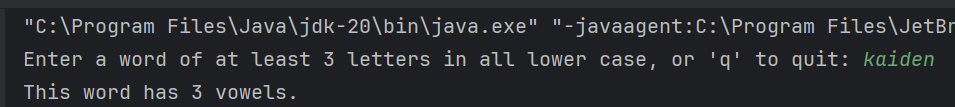 "C:\Program Files\Java\jdk-20\bin\java.exe" "-javaagent:C:\Program Files\JetBr
Enter a word of at least 3 letters in all lower case, or 'q' to quit: kaiden
This word has 3 vowels.